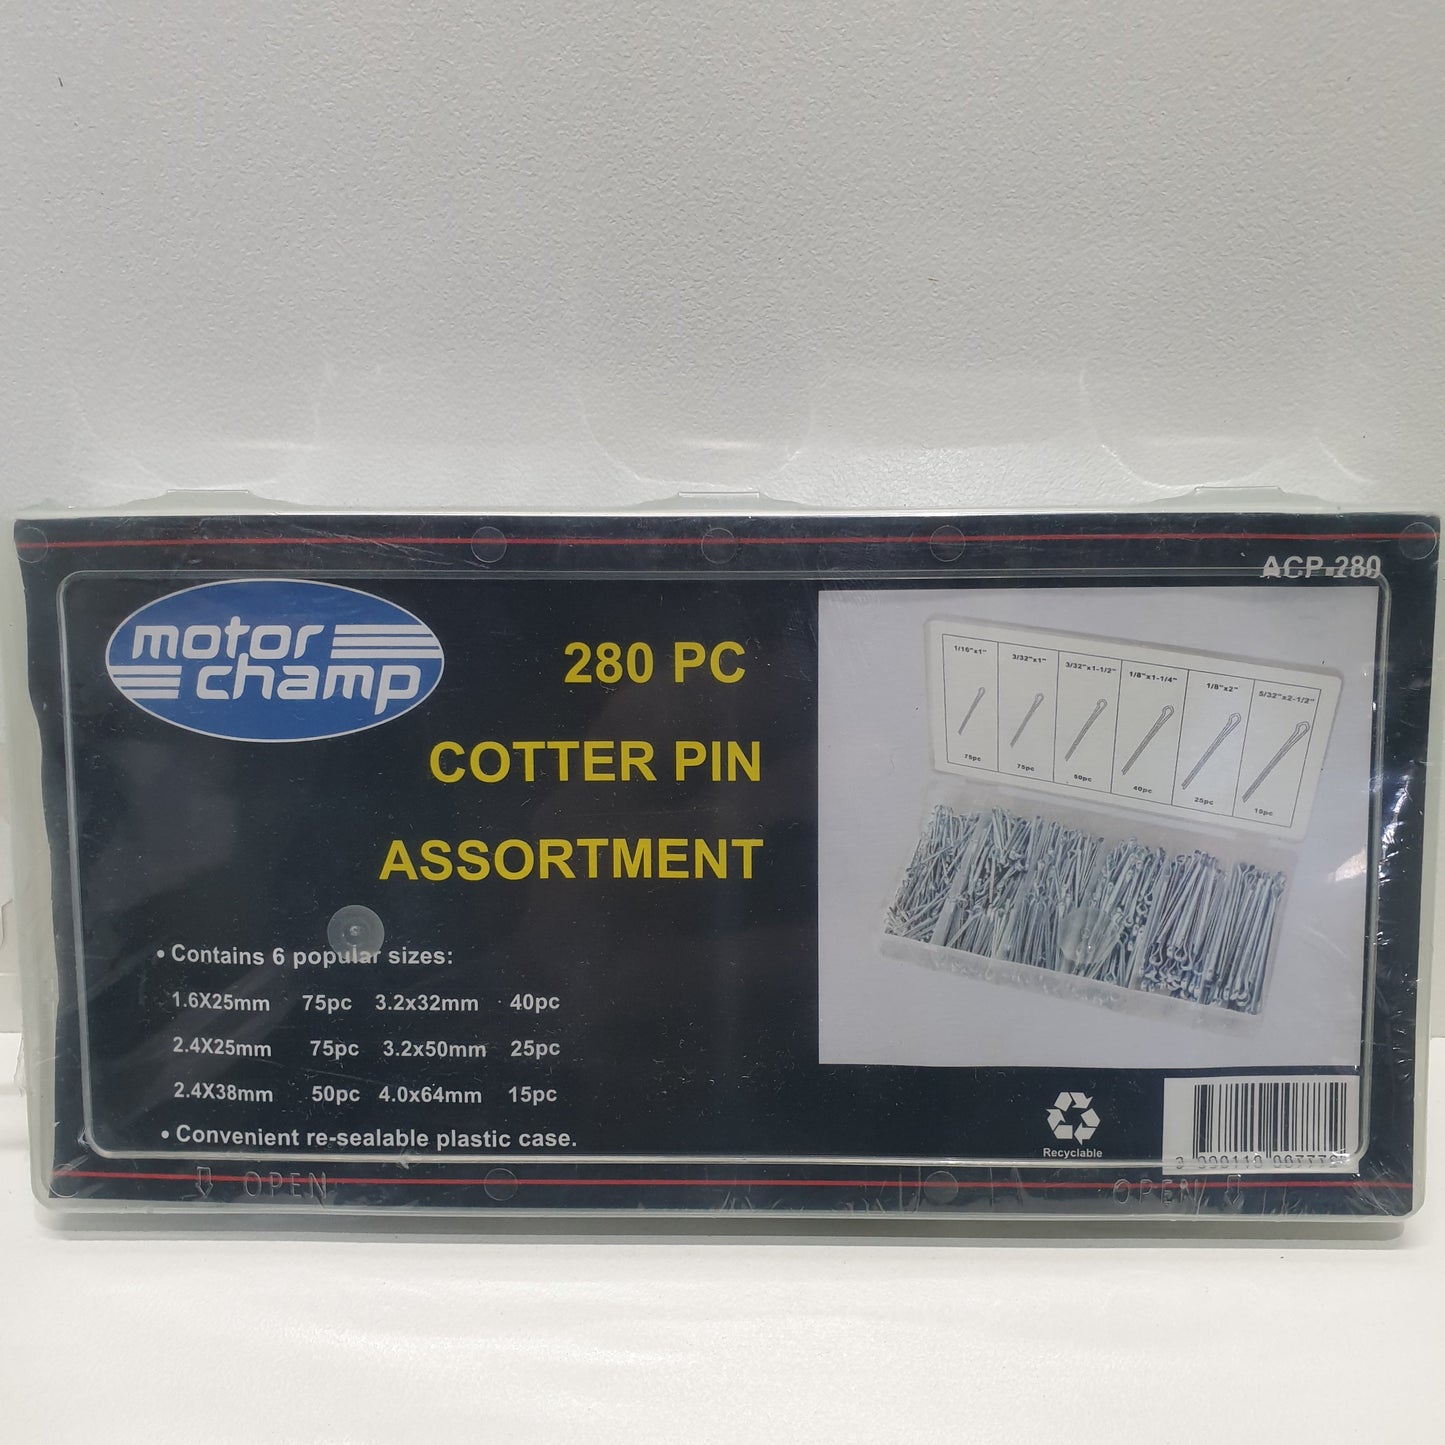 ACP-280
motor
champ
280 PC
COTTER PIN
ASSORTMENT
1/16"x1" 3/32"x1" 3/32"x1-1/2" 1/8"x1-1/4" 1/8"x2" 5/32"x2-1/2"
75pc 75pc 50pc 40pc 25pc 15pc
• Contains 6 popular sizes:
1.6X25mm 75pc 3.2x32mm 40pc
2.4X25mm 75pc 3.2x50mm 25pc
2.4X38mm 50pc 4.0x64mm 15pc
• Convenient re-sealable plastic case.
Recyclable
OPEN OPEN